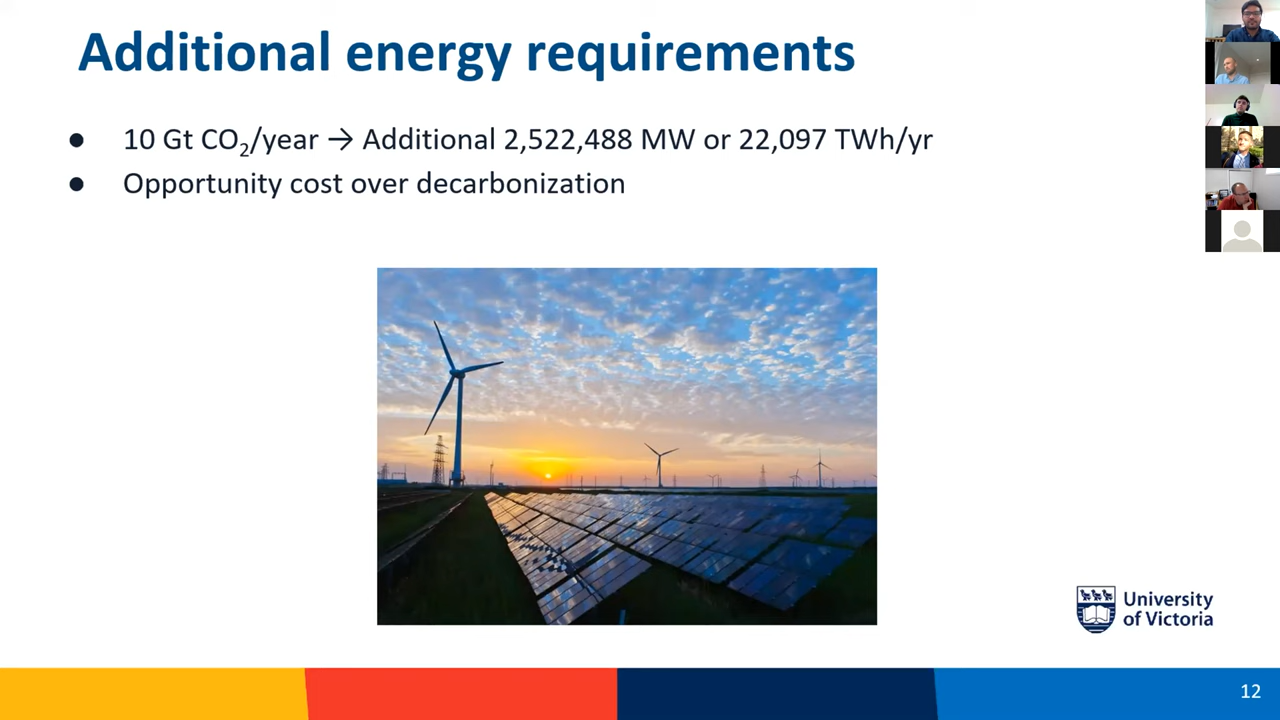 Additional energy requirements
● 10 Gt CO₂/year → Additional 2,522,488 MW or 22,097 TWh/yr
● Opportunity cost over decarbonization
University
of Victoria
12